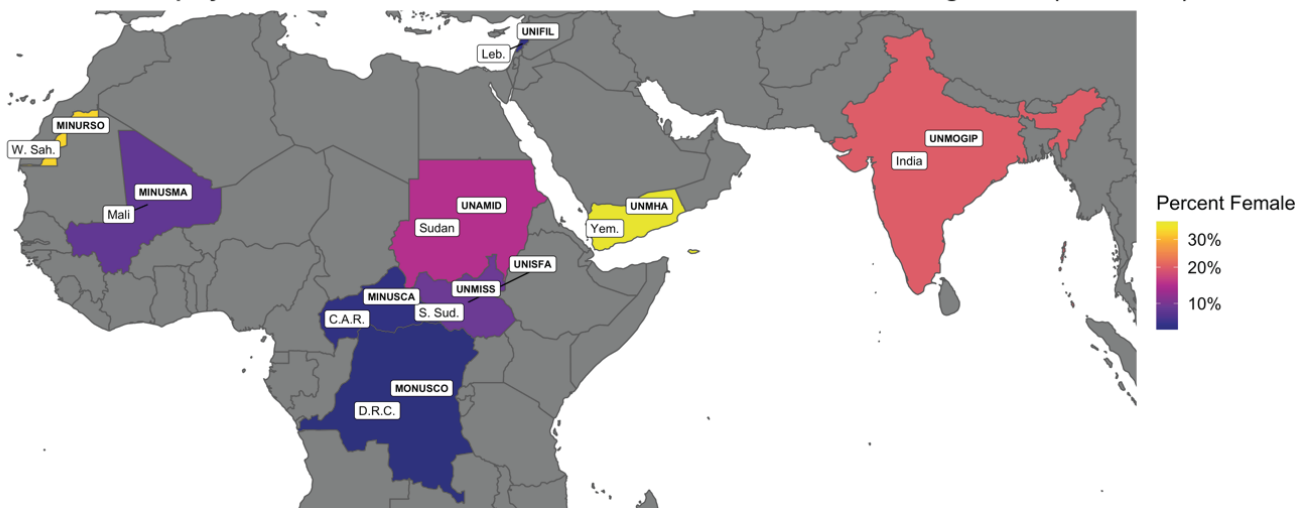 UNIFIL
Leb.
MINURSO
W. Sah.
UNMOGIP
India
MINUSMA
Mali
UNAMID
Sudan
UNMHA
Yem.
Percent Female
30%
20%
10%
UNISFA
UNMISS
MINUSCA
S. Sud.
C.A.R.
MONUSCO
D.R.C.